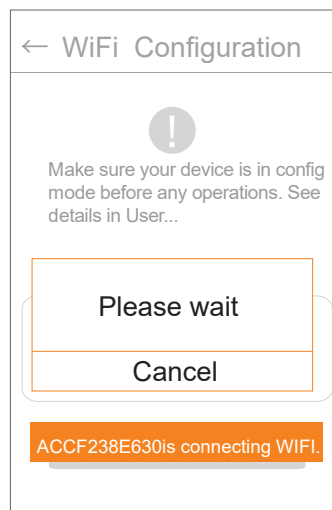 ← WiFi Configuration
!
Make sure your device is in config
mode before any operations. See
details in User...
Please wait
Cancel
ACCF238E630is connecting WIFI.